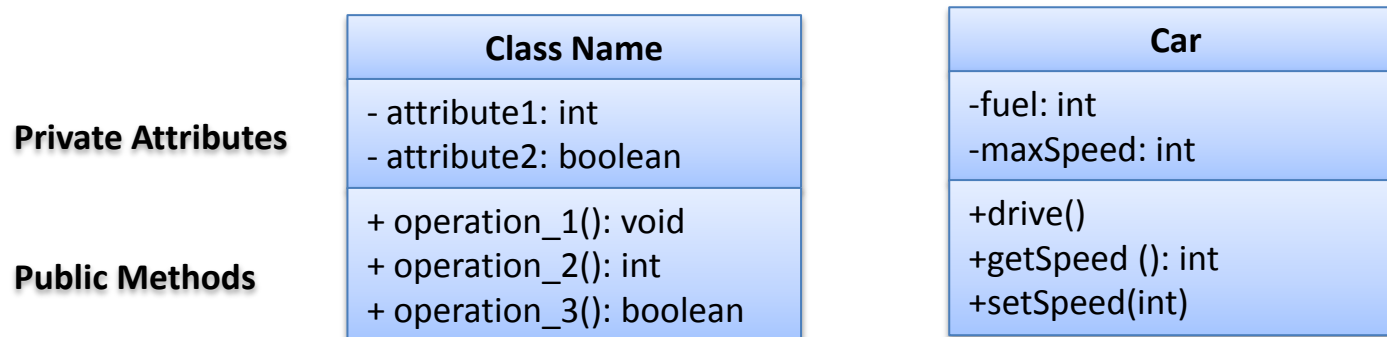 Private Attributes
Public Methods
Class Name
- attribute1: int
- attribute2: boolean
+ operation_1(): void
+ operation_2(): int
+ operation_3(): boolean
Car
-fuel: int
-maxSpeed: int
+drive()
+getSpeed (): int
+setSpeed(int)